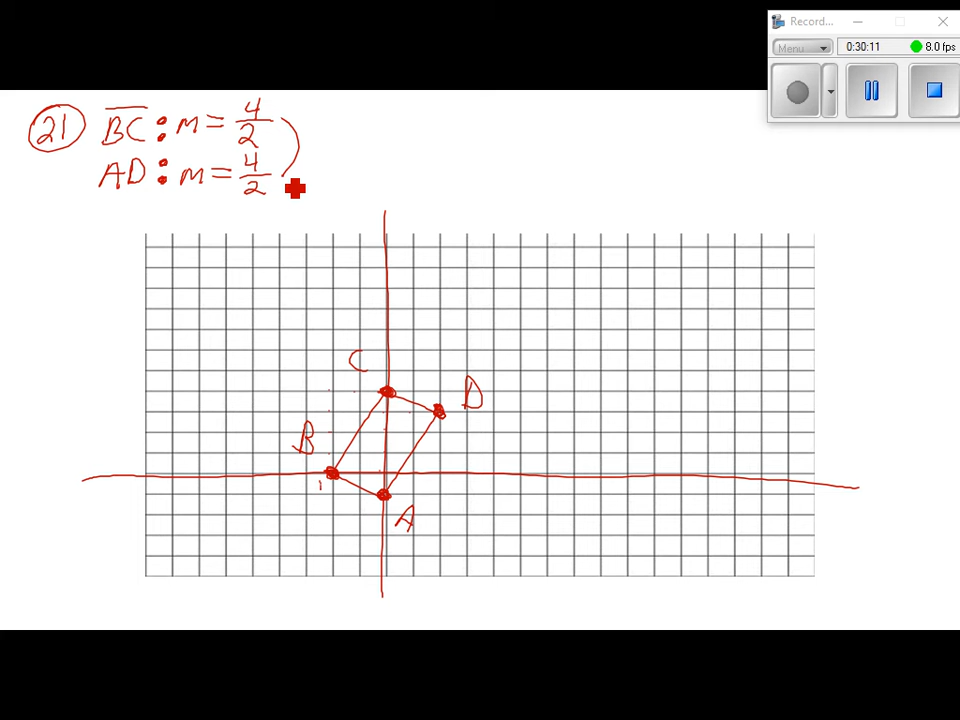 Record...
Menu
0:30:11
8.0 fps
21 BC : m = 4/2
AD : m = 4/2
C
D
B
A